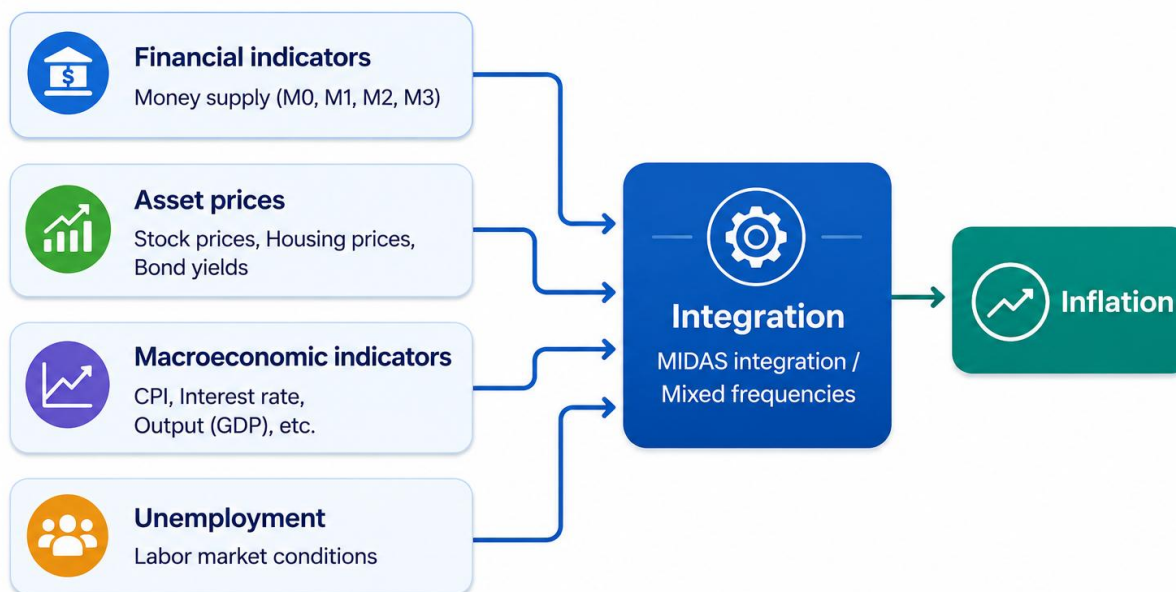 $
Financial indicators
Money supply (M0, M1, M2, M3)
Asset prices
Stock prices, Housing prices,
Bond yields
Macroeconomic indicators
CPI, Interest rate,
Output (GDP), etc.
Unemployment
Labor market conditions
Integration
MIDAS integration /
Mixed frequencies
Inflation